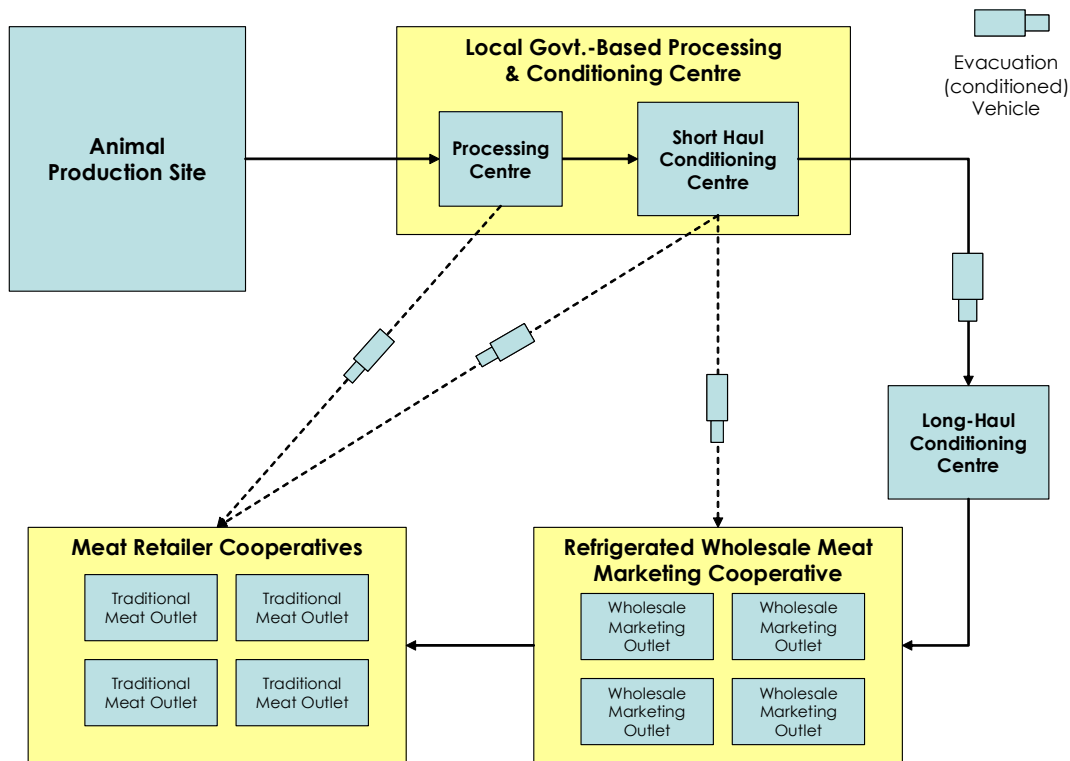 Local Govt.-Based Processing
& Conditioning Centre
Evacuation
(conditioned)
Vehicle
Animal
Production Site
Processing
Centre
Short Haul
Conditioning
Centre
Long-Haul
Conditioning
Centre
Meat Retailer Cooperatives
Traditional
Meat Outlet
Traditional
Meat Outlet
Traditional
Meat Outlet
Traditional
Meat Outlet
Refrigerated Wholesale Meat
Marketing Cooperative
Wholesale
Marketing
Outlet
Wholesale
Marketing
Outlet
Wholesale
Marketing
Outlet
Wholesale
Marketing
Outlet